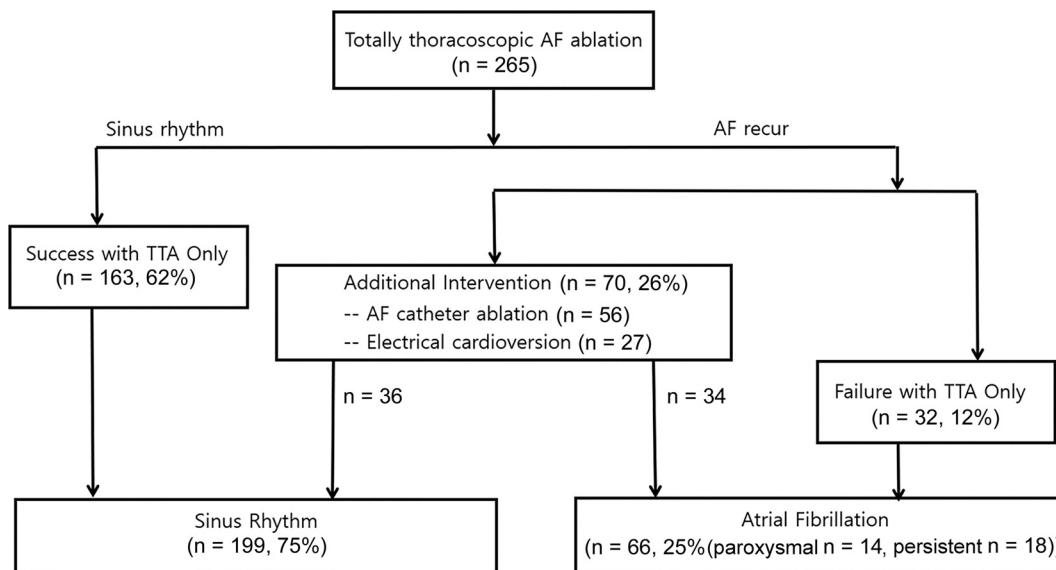 Totally thoracoscopic AF ablation
(n = 265)
Sinus rhythm
AF recur
Success with TTA Only
(n = 163, 62%)
Additional Intervention (n = 70, 26%)
-- AF catheter ablation (n = 56)
-- Electrical cardioversion (n = 27)
Failure with TTA Only
(n = 32, 12%)
n = 36
n = 34
Sinus Rhythm
(n = 199, 75%)
Atrial Fibrillation
(n = 66, 25%(paroxysmal n = 14, persistent n = 18)